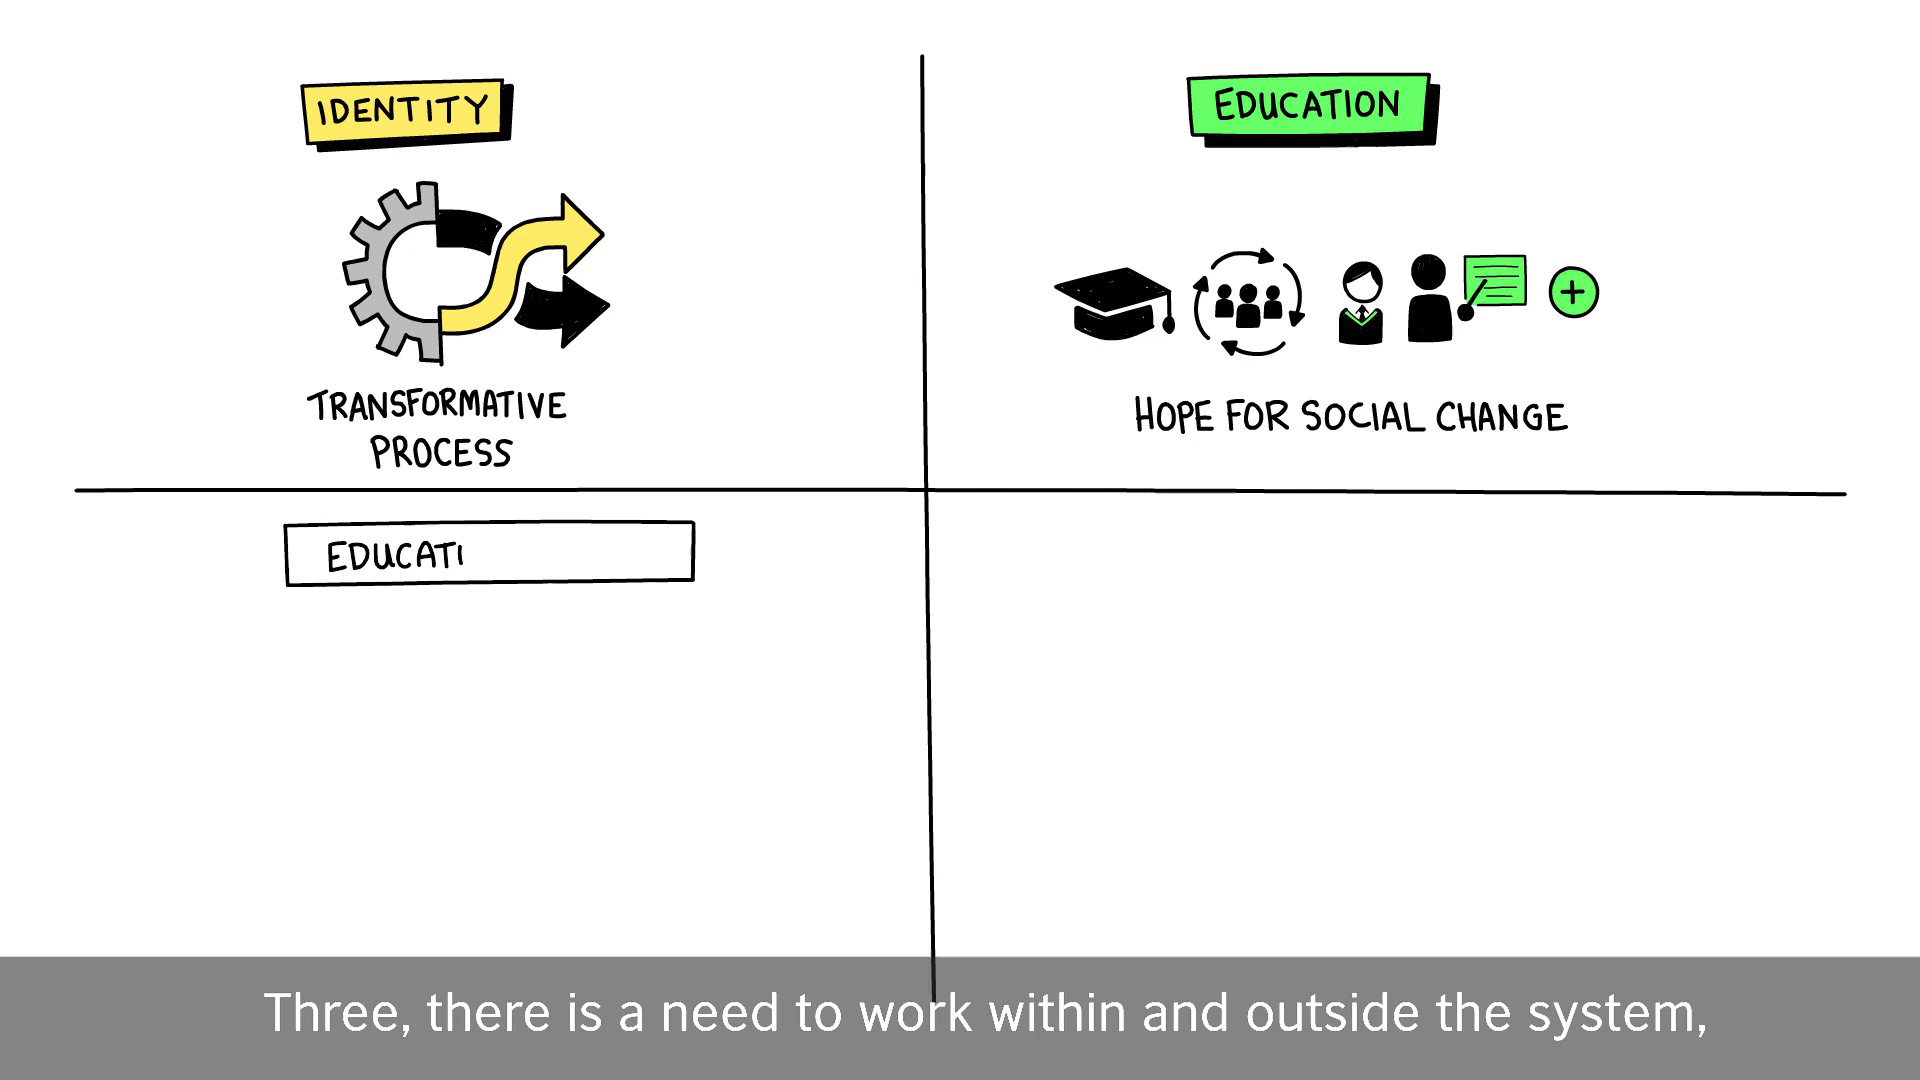 IDENTITY
TRANSFORMATIVE
PROCESS
EDUCATION
HOPE FOR SOCIAL CHANGE
EDUCATI
Three, there is a need to work within and outside the system,